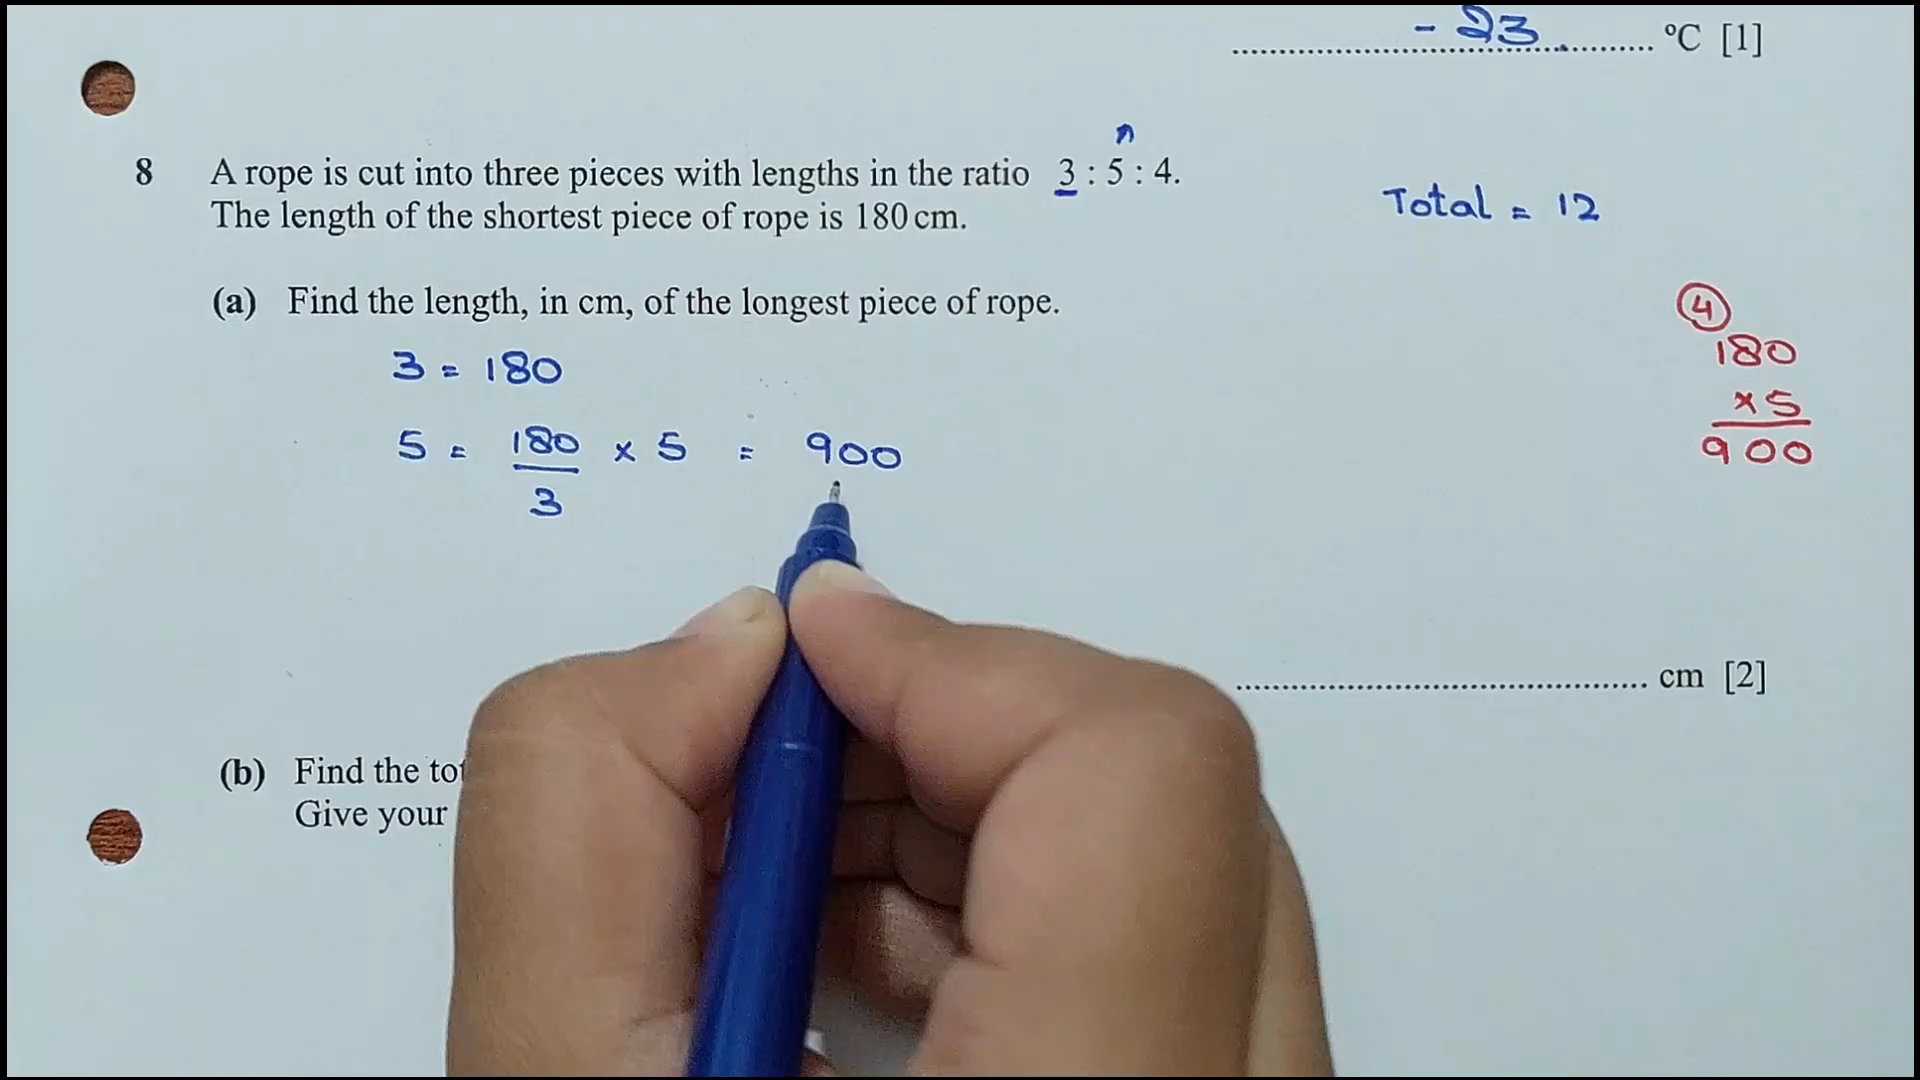 - 23 °C [1]
8 A rope is cut into three pieces with lengths in the ratio 3 : 5 : 4.
The length of the shortest piece of rope is 180 cm.
Total = 12
(a) Find the length, in cm, of the longest piece of rope.
3 = 180
5 = 180/3 × 5 = 900
4
180
×5
900
cm [2]
(b) Find the
Give your